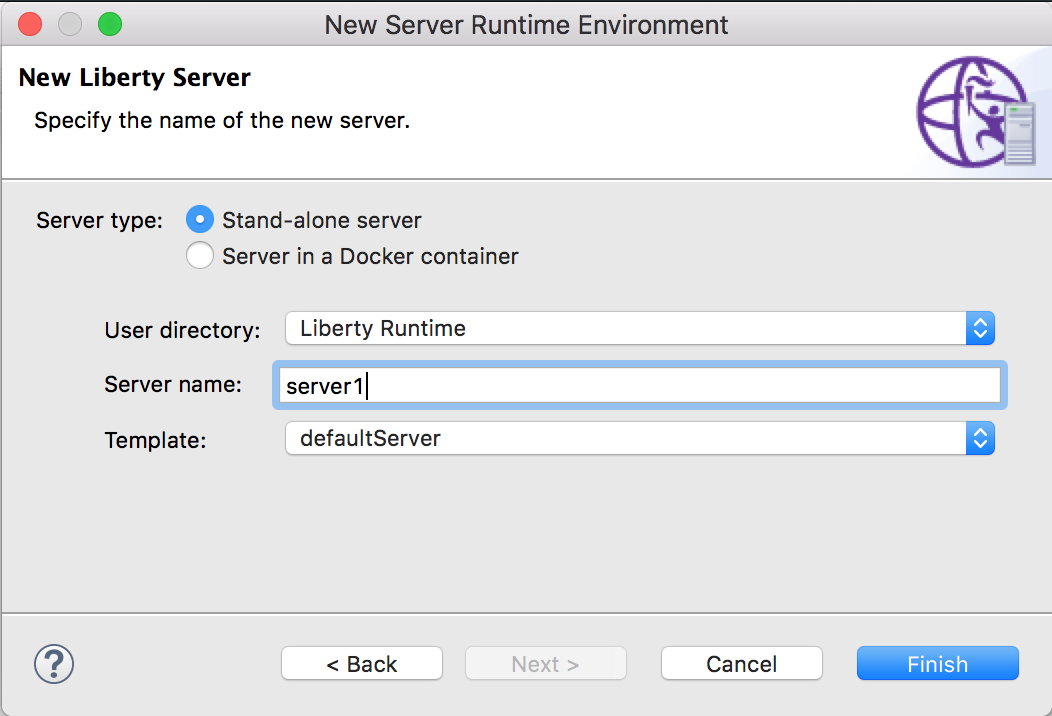 New Server Runtime Environment
New Liberty Server
Specify the name of the new server.
Server type: Stand-alone server
Server in a Docker container
User directory: Liberty Runtime
Server name: server1
Template: defaultServer
? < Back Next > Cancel Finish